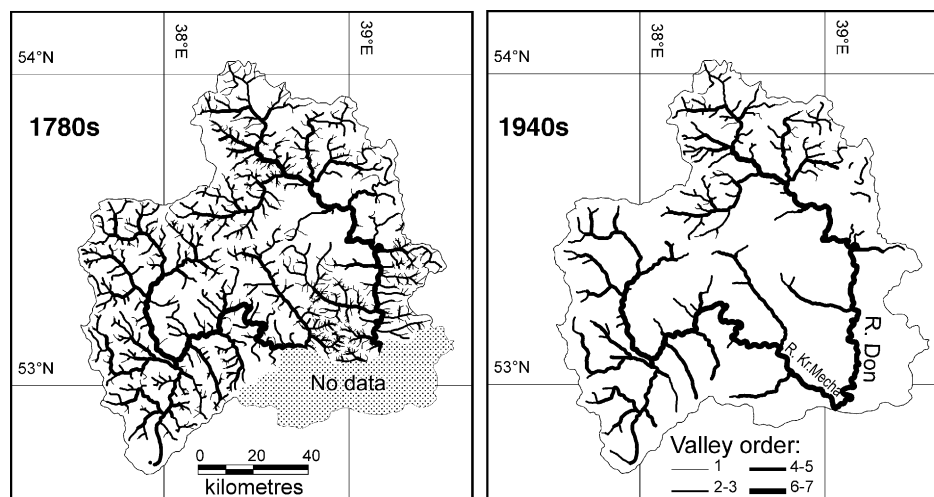 38°E
39°E
54°N
1780s
53°N
No data
0 20 40
kilometres
38°E
39°E
54°N
1940s
53°N
R. Don
R. Kr.Mecha
Valley order:
1
4-5
2-3
6-7